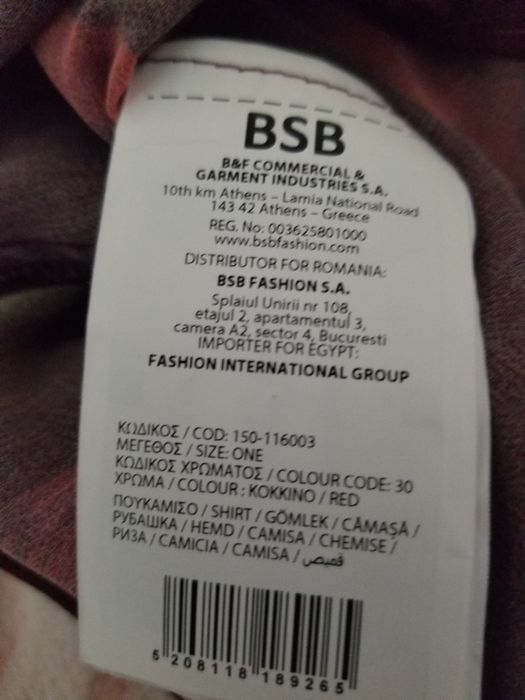 BSB
B&F COMMERCIAL &
GARMENT INDUSTRIES S.A.
10th km Athens – Lamia National Road
143 42 Athens – Greece
REG. No: 003625801000
www.bsbfashion.com
DISTRIBUTOR FOR ROMANIA:
BSB FASHION S.A.
Splaiul Unirii nr 108,
etajul 2, apartamentul 3,
camera A2, sector 4, Bucuresti
IMPORTER FOR EGYPT:
FASHION INTERNATIONAL GROUP
ΚΩΔΙΚΟΣ / COD: 150-116003
ΜΕΓΕΘΟΣ / SIZE: ONE
ΚΩΔΙΚΟΣ ΧΡΩΜΑΤΟΣ / COLOUR CODE: 30
ΧΡΩΜΑ / COLOUR : ΚΟΚΚΙΝΟ / RED
ΠΟΥΚΑΜΙΣΟ / SHIRT / GÖMLEK / CĂMAŞĂ /
РУБАШКА / HEMD / CAMISA / CHEMISE /
РИЗА / CAMICIA / CAMISA / قميص
5 208118 189265